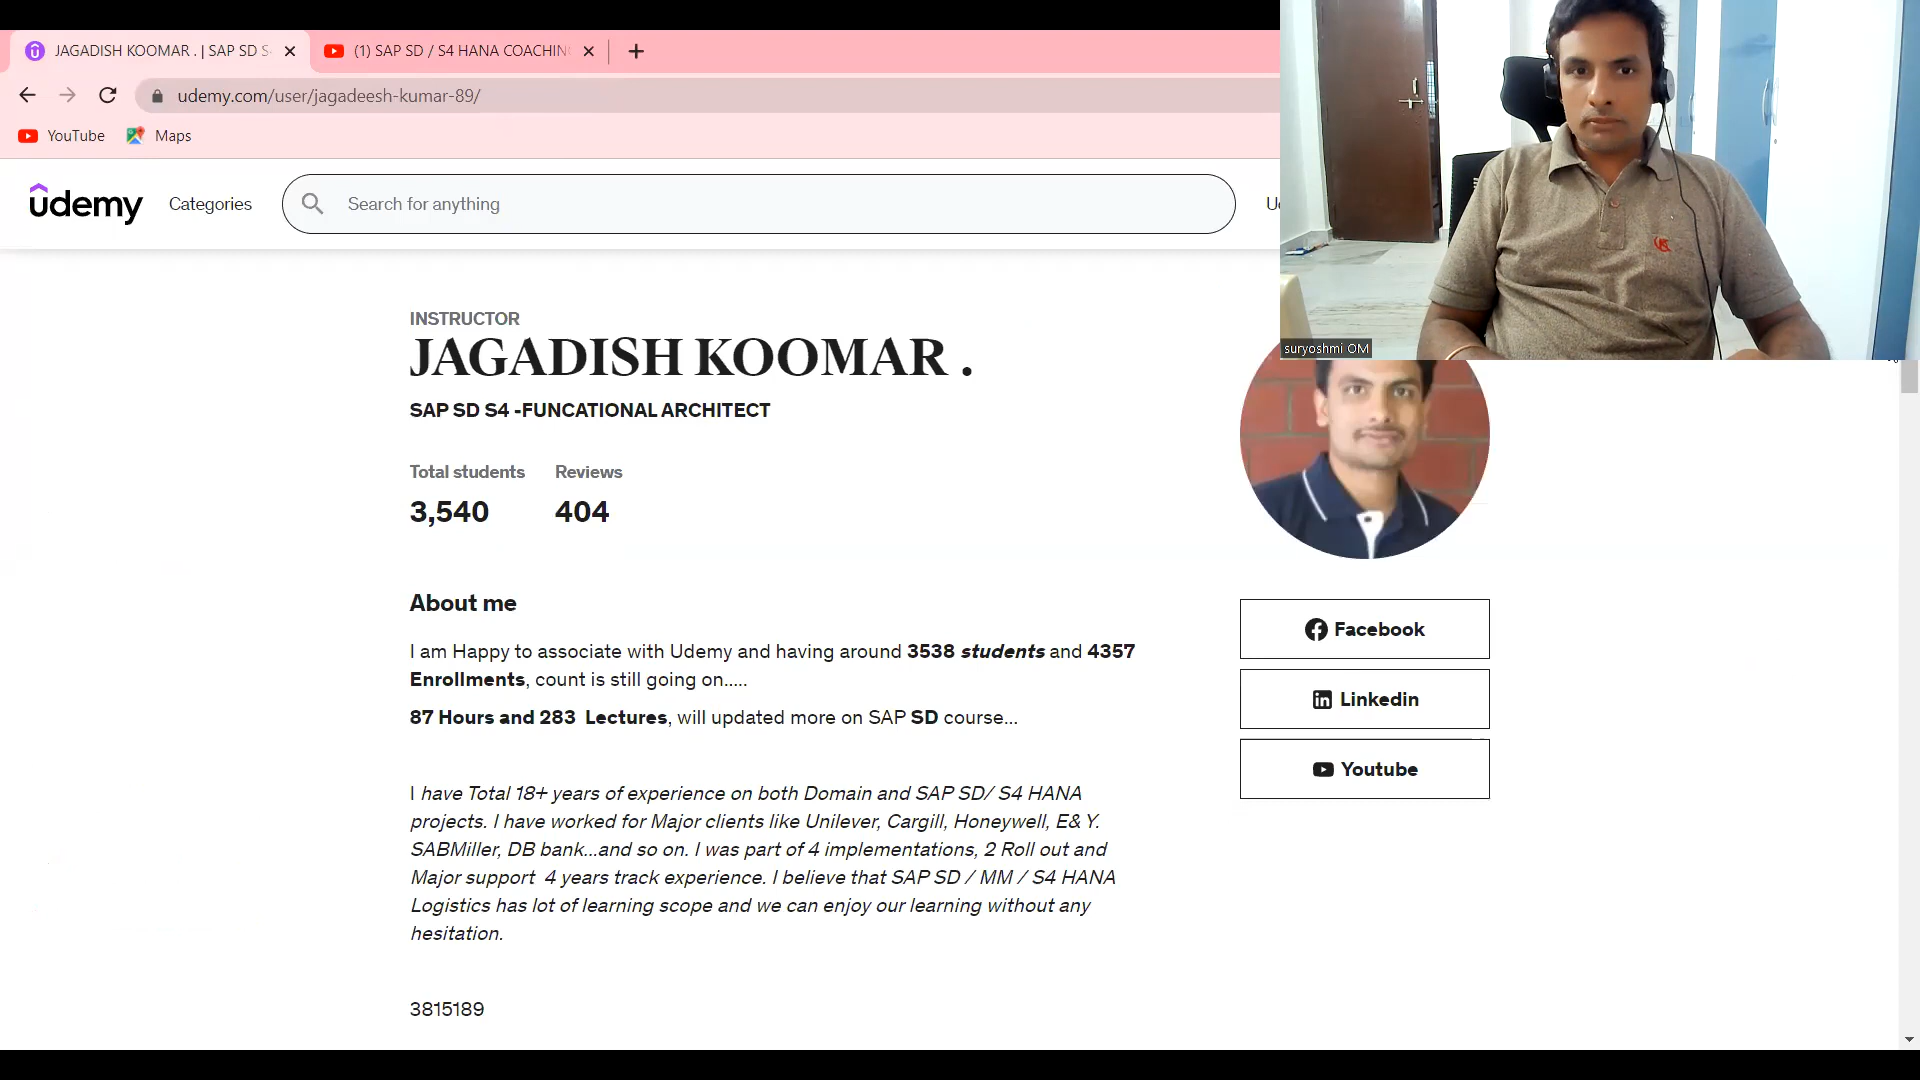 JAGADISH KOOMAR . | SAP SD S
(1) SAP SD / S4 HANA COACHIN
udemy.com/user/jagadeesh-kumar-89/
YouTube
Maps
udemy
Categories
Search for anything
suryoshmi OM
INSTRUCTOR
JAGADISH KOOMAR .
SAP SD S4 -FUNCATIONAL ARCHITECT
Total students Reviews
3,540 404
About me
I am Happy to associate with Udemy and having around 3538 students and 4357
Enrollments, count is still going on.....
87 Hours and 283 Lectures, will updated more on SAP SD course...
I have Total 18+ years of experience on both Domain and SAP SD/ S4 HANA
projects. I have worked for Major clients like Unilever, Cargill, Honeywell, E& Y.
SABMiller, DB bank...and so on. I was part of 4 implementations, 2 Roll out and
Major support 4 years track experience. I believe that SAP SD / MM / S4 HANA
Logistics has lot of learning scope and we can enjoy our learning without any
hesitation.
3815189
Facebook
Linkedin
Youtube